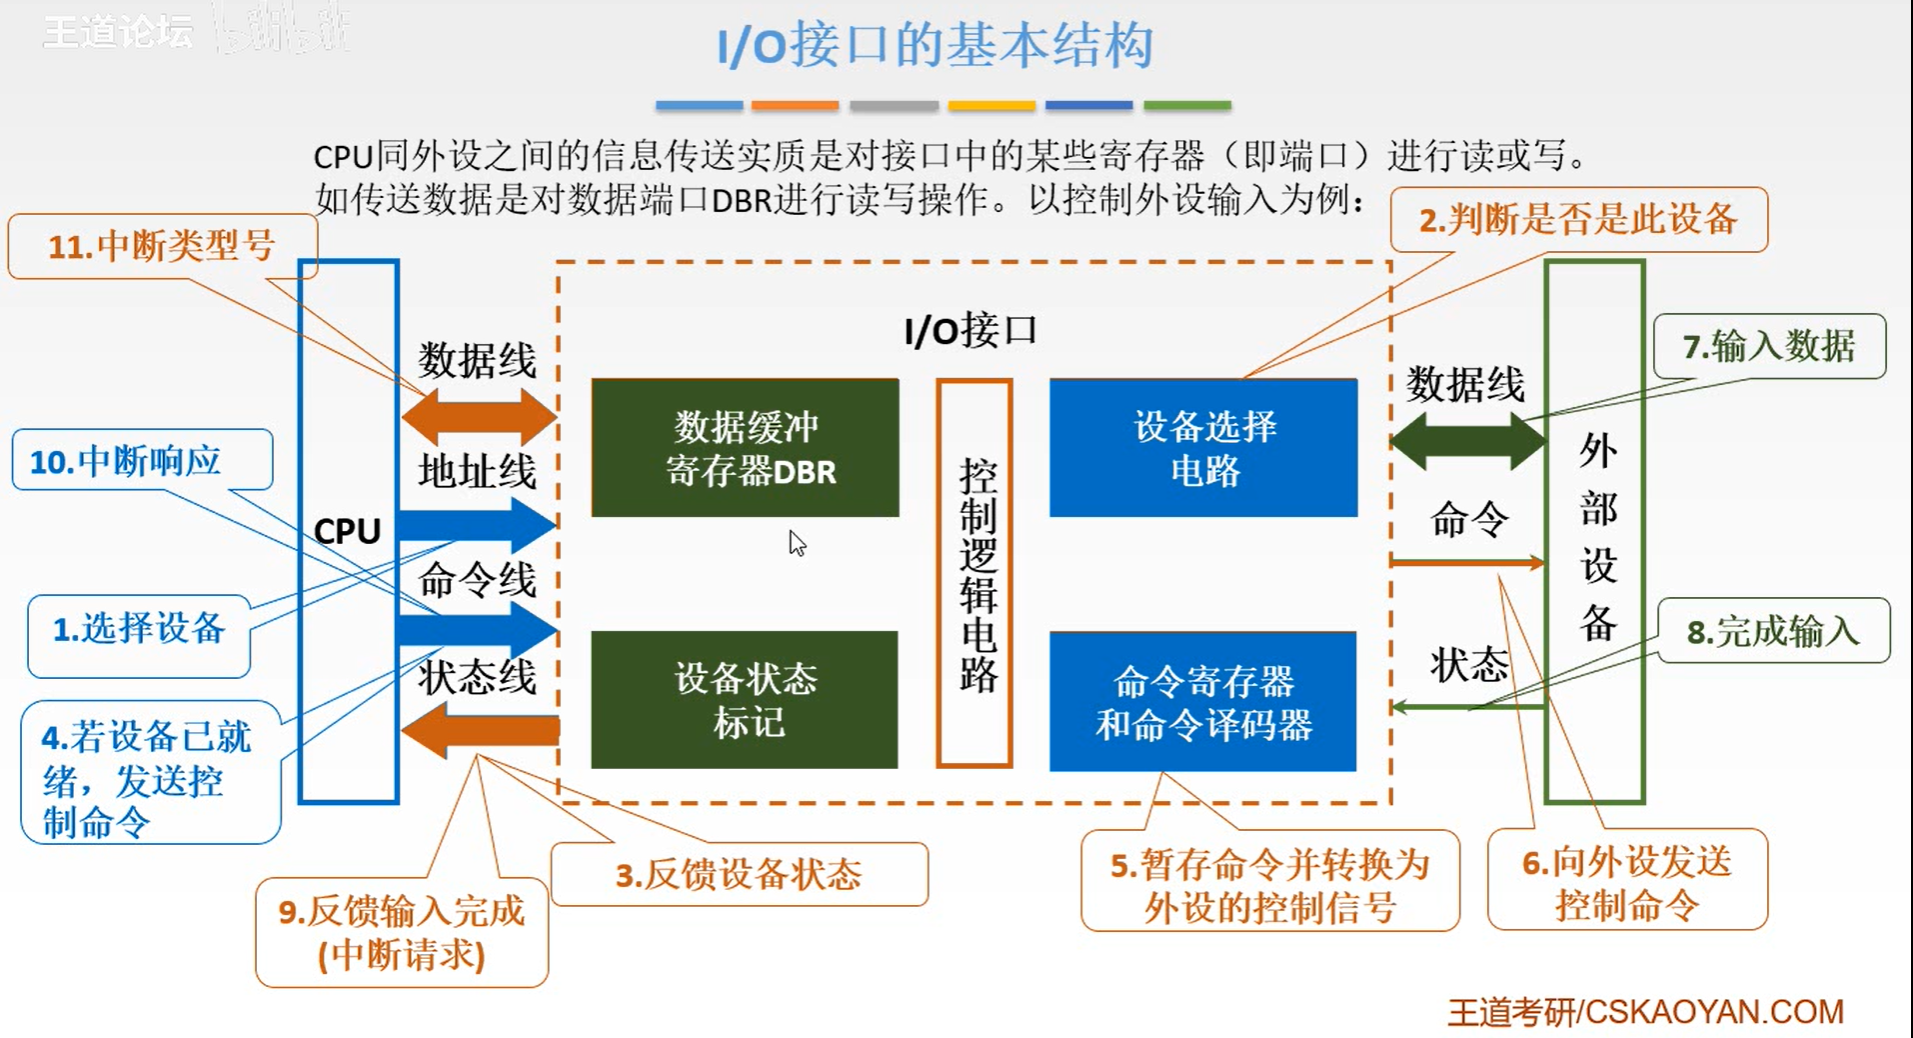 王道论坛 bilibili
I/O接口的基本结构
CPU同外设之间的信息传送实质是对接口中的某些寄存器（即端口）进行读或写。
如传送数据是对数据端口DBR进行读写操作。以控制外设输入为例：
2.判断是否是此设备
11.中断类型号
I/O接口
7.输入数据
数据线
数据线
数据缓冲
寄存器DBR
设备选择
电路
10.中断响应
地址线
控制逻辑电路
外部设备
CPU
命令
命令线
1.选择设备
8.完成输入
状态线
状态
设备状态
标记
命令寄存器
和命令译码器
4.若设备已就
绪，发送控
制命令
3.反馈设备状态
5.暂存命令并转换为
外设的控制信号
6.向外设发送
控制命令
9.反馈输入完成
(中断请求)
王道考研/CSKAOYAN.COM